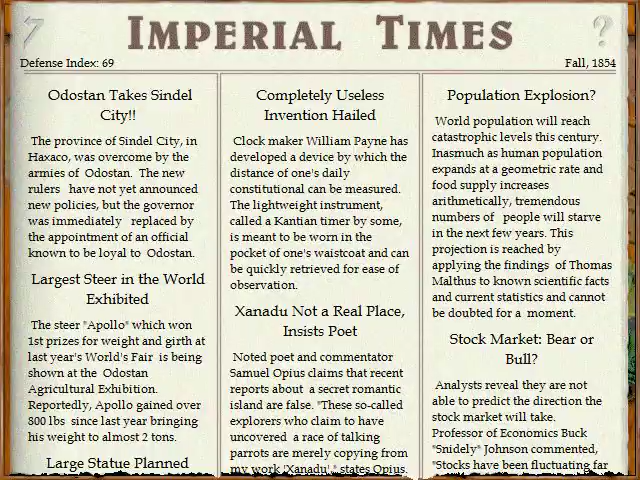 7
IMPERIAL TIMES
?
Defense Index: 69
Fall, 1854
Odostan Takes Sindel
City!!
The province of Sindel City, in
Haxaco, was overcome by the
armies of Odostan. The new
rulers have not yet announced
new policies, but the governor
was immediately replaced by
the appointment of an official
known to be loyal to Odostan.
Largest Steer in the World
Exhibited
The steer "Apollo" which won
1st prizes for weight and girth at
last year's World's Fair is being
shown at the Odostan
Agricultural Exhibition.
Reportedly, Apollo gained over
800 lbs since last year bringing
his weight to almost 2 tons.
Large Statue Planned
Completely Useless
Invention Hailed
Clock maker William Payne has
developed a device by which the
distance of one's daily
constitutional can be measured.
The lightweight instrument,
called a Kantian timer by some,
is meant to be worn in the
pocket of one's waistcoat and can
be quickly retrieved for ease of
observation.
Xanadu Not a Real Place,
Insists Poet
Noted poet and commentator
Samuel Opius claims that recent
reports about a secret romantic
island are false. "These so-called
explorers who claim to have
uncovered a race of talking
parrots are merely copying from
my work 'Xanadu'," states Opius.
Population Explosion?
World population will reach
catastrophic levels this century.
Inasmuch as human population
expands at a geometric rate and
food supply increases
arithmetically, tremendous
numbers of people will starve
in the next few years. This
projection is reached by
applying the findings of Thomas
Malthus to known scientific facts
and current statistics and cannot
be doubted for a moment.
Stock Market: Bear or
Bull?
Analysts reveal they are not
able to predict the direction the
stock market will take.
Professor of Economics Buck
"Snidely" Johnson commented,
"Stocks have been fluctuating far